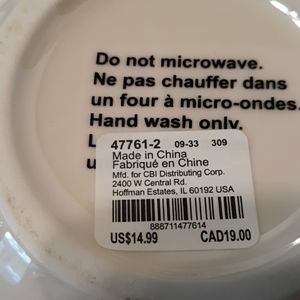 Do not microwave.
Ne pas chauffer dans
un four à micro-ondes.
Hand wash only.
47761-2 09-33 309
Made in China
Fabriqué en Chine
Mfd. for CBI Distributing Corp.
2400 W Central Rd.
Hoffman Estates, IL 60192 USA
888711477614
US$14.99 CAD19.00